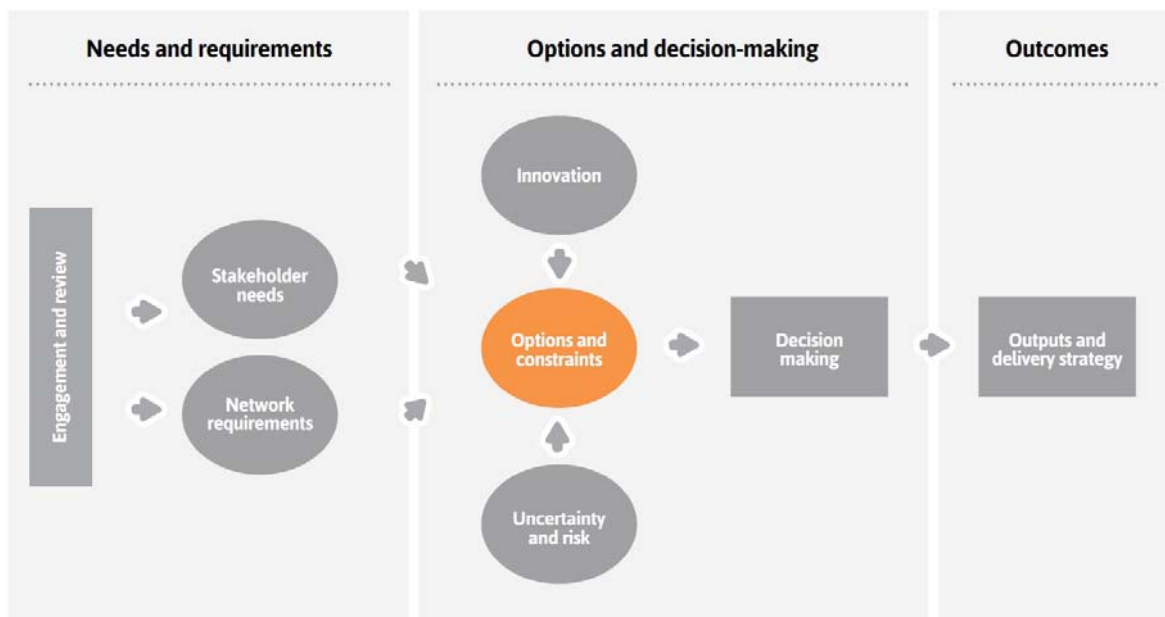 Needs and requirements
Options and decision-making
Outcomes
Engagement and review
Stakeholder
needs
Network
requirements
Innovation
Options and
constraints
Uncertainty
and risk
Decision
making
Outputs and
delivery strategy